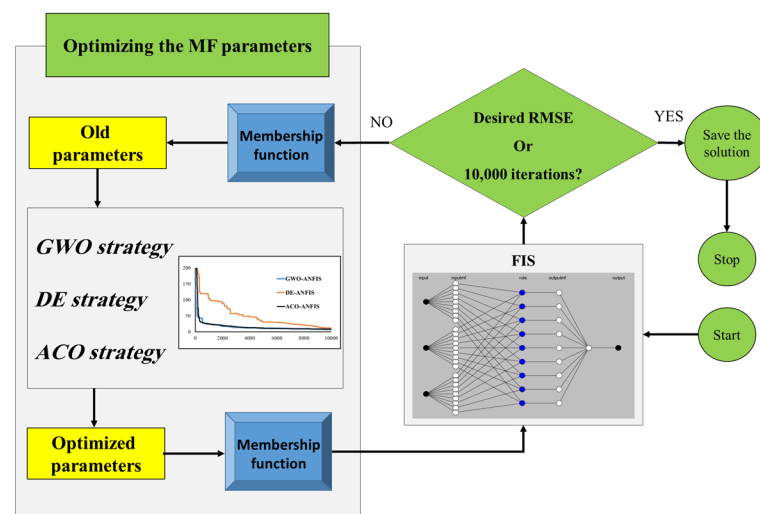 Optimizing the MF parameters
NO
YES
Desired RMSE
Or
10,000 iterations?
Save the
solution
Membership
function
Old
parameters
GWO strategy
DE strategy
ACO strategy
200
150
100
50
0
0
2000
4000
6000
8000
10000
GWO-ANFIS
DE-ANFIS
ACO-ANFIS
FIS
input
inputmf
rule
outputmf
output
Stop
Start
Optimized
parameters
Membership
function